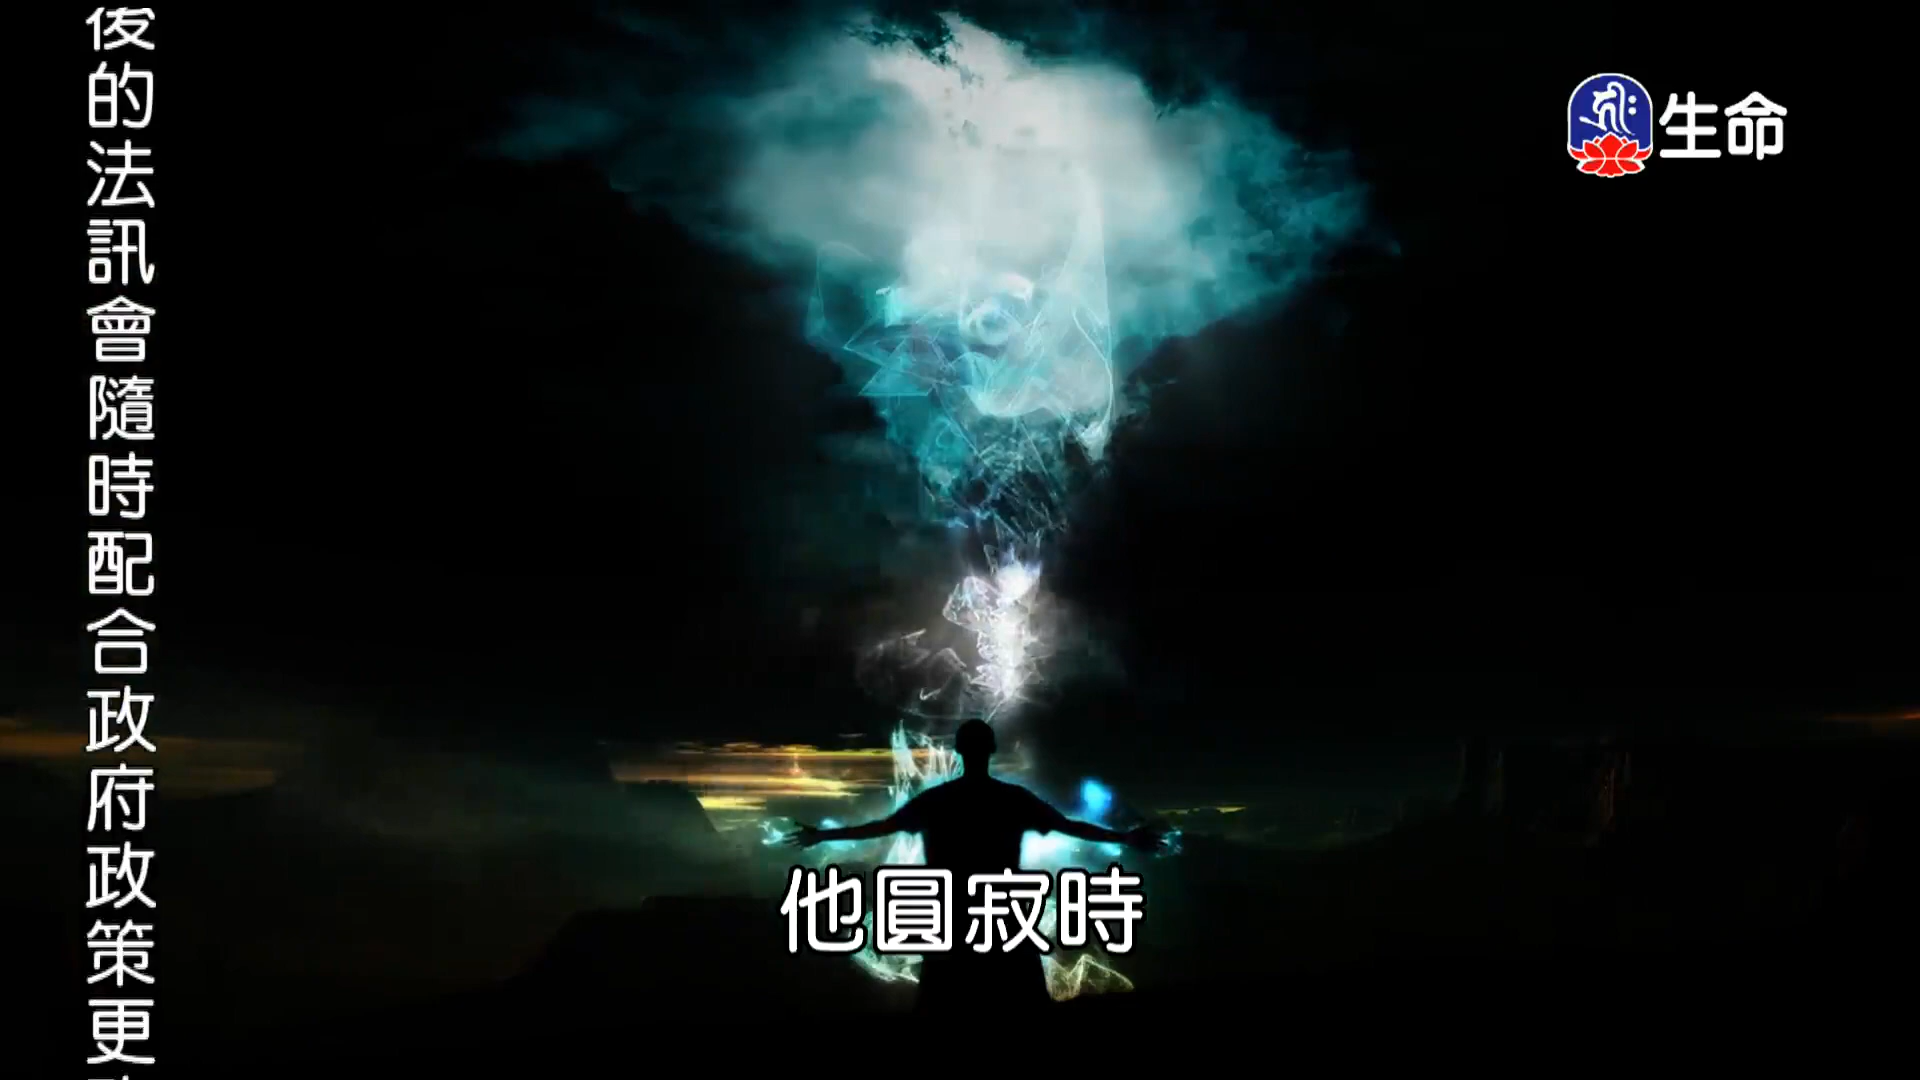 後的法訊會隨時配合政府政策更
生命
他圓寂時